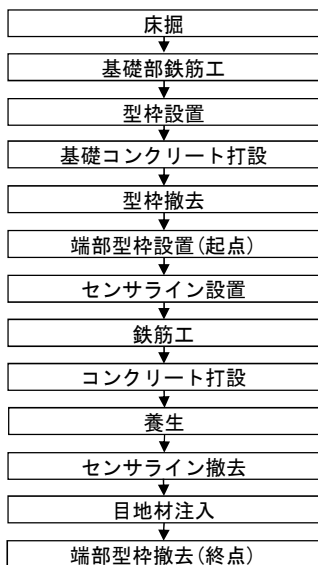 床掘
基礎部鉄筋工
型枠設置
基礎コンクリート打設
型枠撤去
端部型枠設置(起点)
センサライン設置
鉄筋工
コンクリート打設
養生
センサライン撤去
目地材注入
端部型枠撤去(終点)